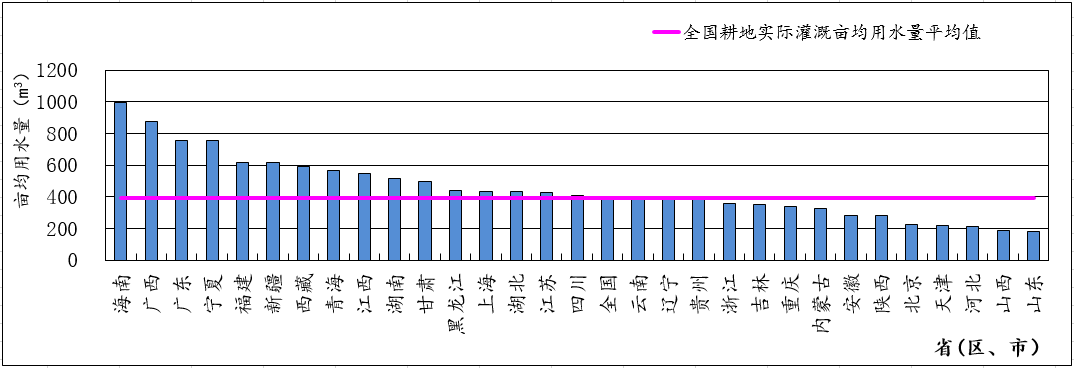 全国耕地实际灌溉亩均用水量平均值
亩均用水量 (m³)
1200
1000
800
600
400
200
0
海南
广西
广东
宁夏
福建
新疆
西藏
青海
江西
湖南
甘肃
黑龙江
上海
湖北
江苏
四川
全国
云南
辽宁
贵州
浙江
吉林
重庆
内蒙古
安徽
陕西
北京
天津
河北
山西
山东
省(区、市)